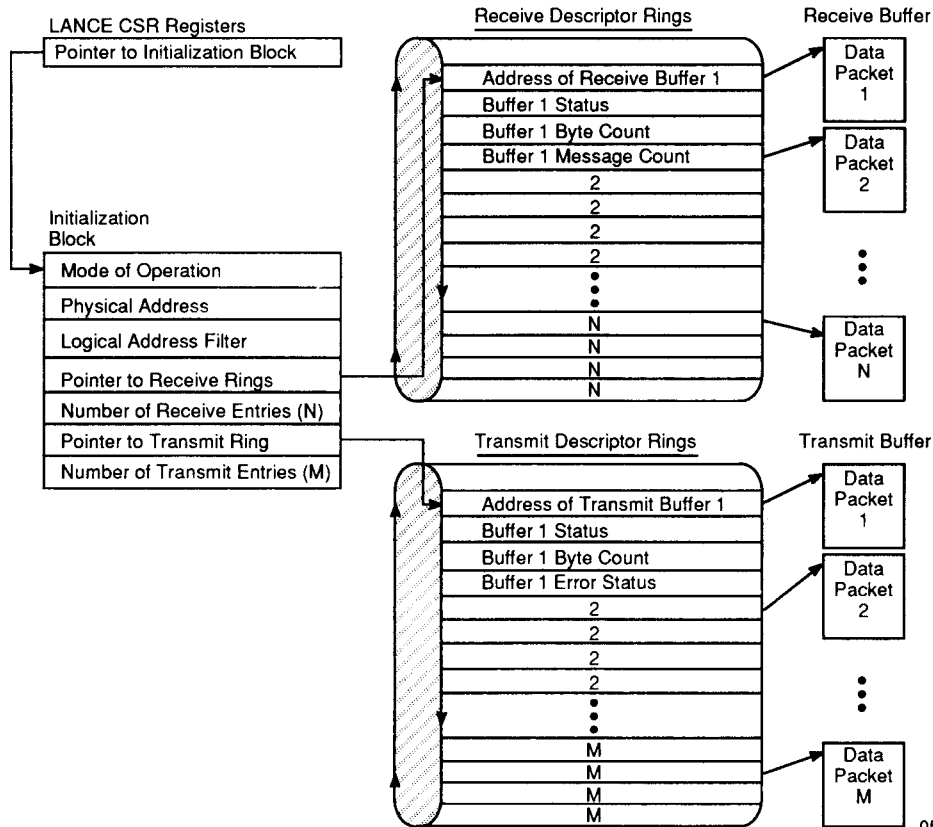 LANCE CSR Registers
Pointer to Initialization Block
Initialization
Block
Mode of Operation
Physical Address
Logical Address Filter
Pointer to Receive Rings
Number of Receive Entries (N)
Pointer to Transmit Ring
Number of Transmit Entries (M)
Receive Descriptor Rings
Address of Receive Buffer 1
Buffer 1 Status
Buffer 1 Byte Count
Buffer 1 Message Count
2
2
2
2
N
N
N
N
Receive Buffer
Data
Packet
1
Data
Packet
2
Data
Packet
N
Transmit Descriptor Rings
Address of Transmit Buffer 1
Buffer 1 Status
Buffer 1 Byte Count
Buffer 1 Error Status
2
2
2
2
M
M
M
M
Transmit Buffer
Data
Packet
1
Data
Packet
2
Data
Packet
M